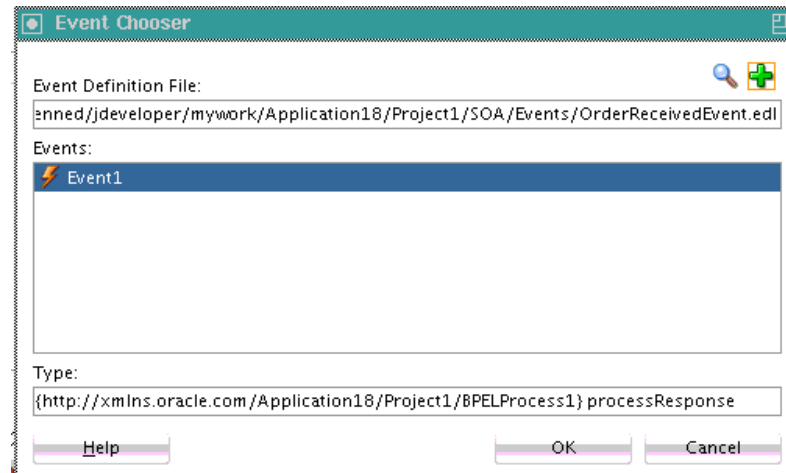 Event Chooser
Event Definition File:
enned/jdeveloper/mywork/Application18/Project1/SOA/Events/OrderReceivedEvent.edl
Events:
Event1
Type:
{http://xmlns.oracle.com/Application18/Project1/BPELProcess1} processResponse
Help OK Cancel